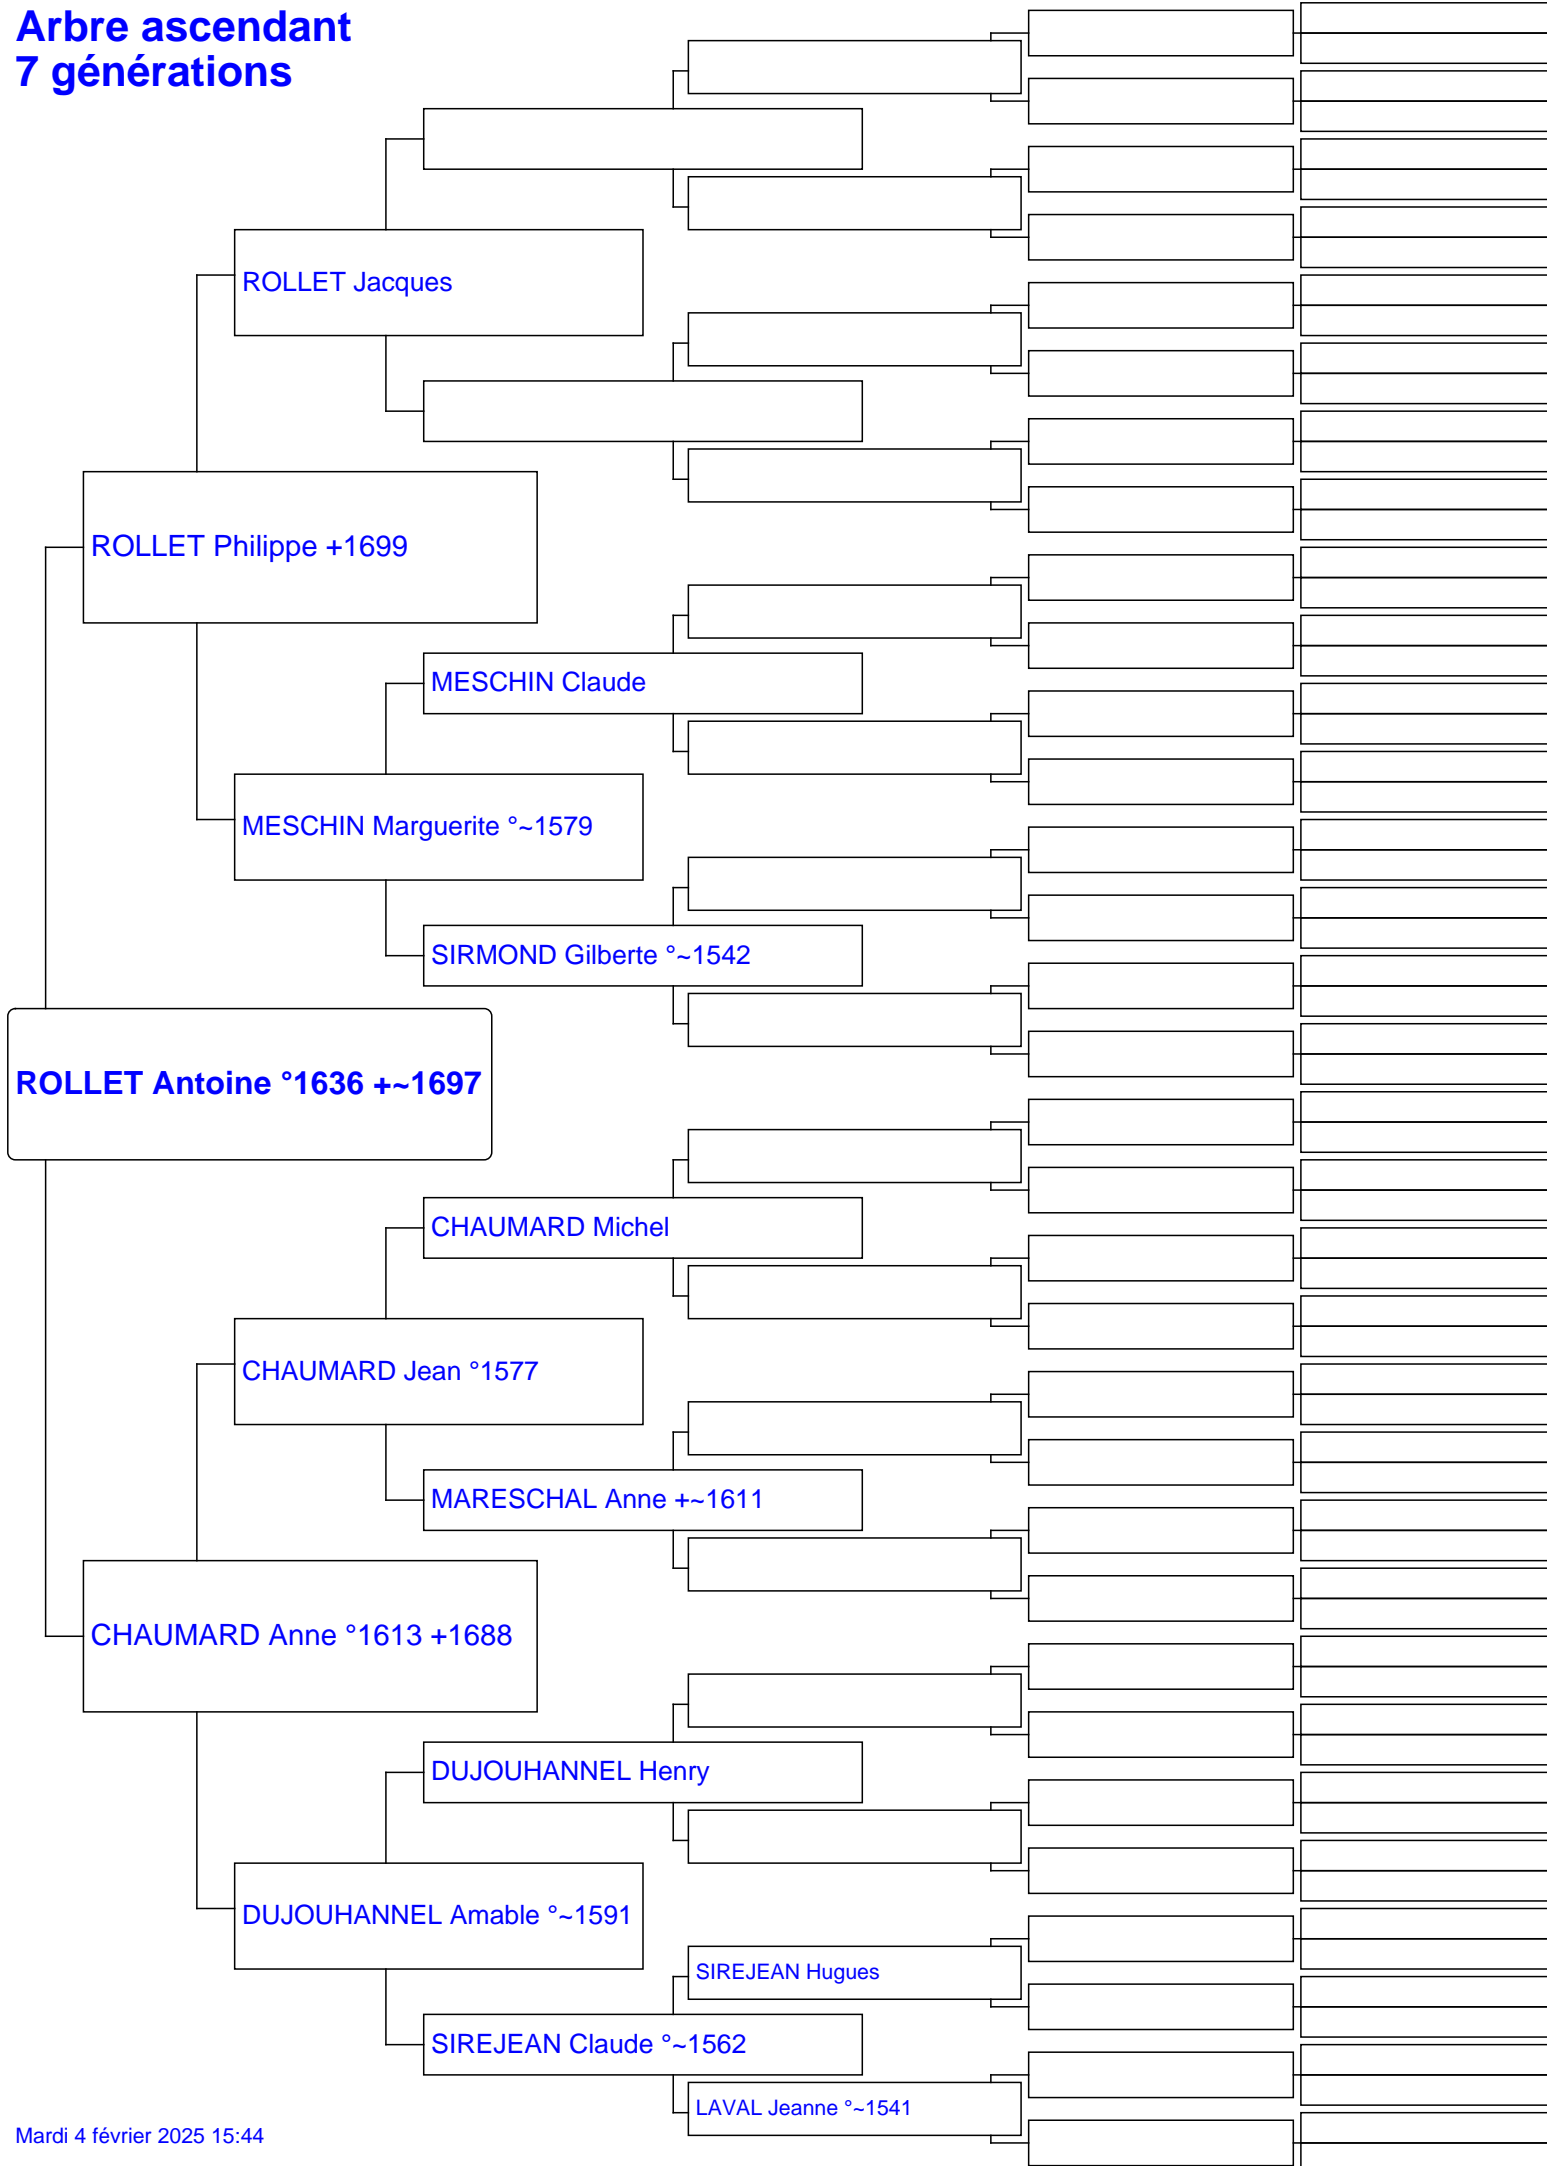 Arbre ascendant
7 générations
ROLLET Jacques
ROLLET Philippe +1699
MESCHIN Claude
MESCHIN Marguerite °~1579
SIRMOND Gilberte °~1542
ROLLET Antoine °1636 +~1697
CHAUMARD Michel
CHAUMARD Jean °1577
MARESCHAL Anne +~1611
CHAUMARD Anne °1613 +1688
DUJOUHANNEL Henry
DUJOUHANNEL Amable °~1591
SIREJEAN Hugues
SIREJEAN Claude °~1562
LAVAL Jeanne °~1541
Mardi 4 février 2025 15:44